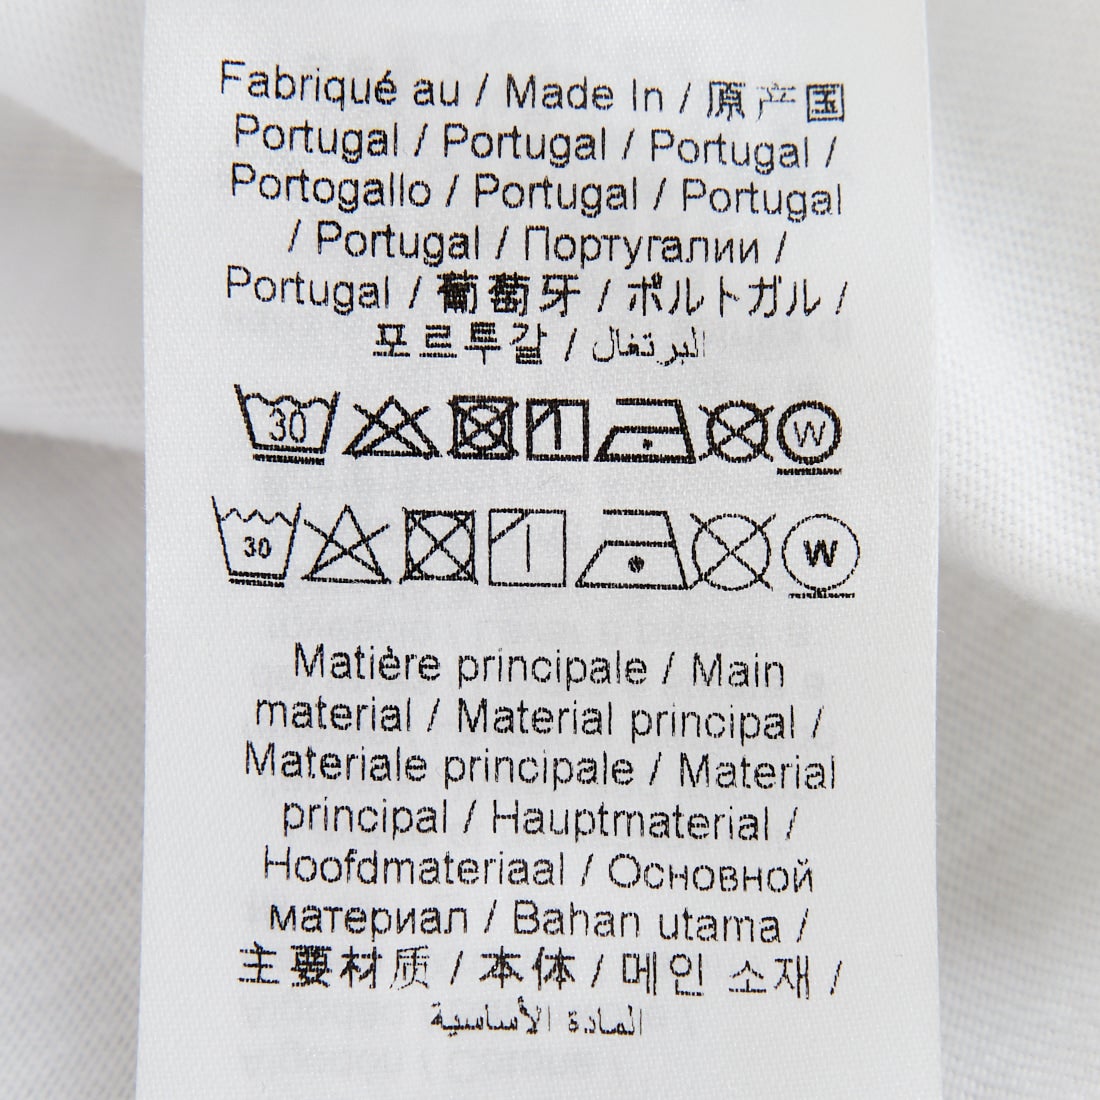 Fabriqué au / Made In / 原产国
Portugal / Portugal / Portugal /
Portogallo / Portugal / Portugal
/ Portugal / Португалии /
Portugal / 葡萄牙 / ポルトガル /
포르투갈 / البرتغال
30 W
30 W
Matière principale / Main
material / Material principal /
Materiale principale / Material
principal / Hauptmaterial /
Hoofdmateriaal / Основной
материал / Bahan utama /
主要材质 / 本体 / 메인 소재 /
المادة الأساسية